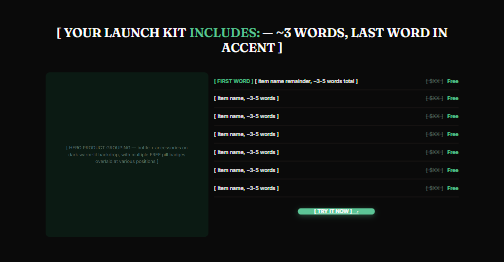 [ YOUR LAUNCH KIT INCLUDES: — ~3 WORDS, LAST WORD IN
ACCENT ]
[ FIRST WORD ] [ Item name remainder, ~3-5 words total ] [ $XX ] Free
[ Item name, ~3-5 words ] [ $XX ] Free
[ Item name, ~3-5 words ] [ $XX ] Free
[ Item name, ~3-5 words ] [ $XX ] Free
[ Item name, ~3-5 words ] [ $XX ] Free
[ Item name, ~3-5 words ] [ $XX ] Free
[ Item name, ~3-5 words ] [ $XX ] Free
[ TRY IT NOW ]